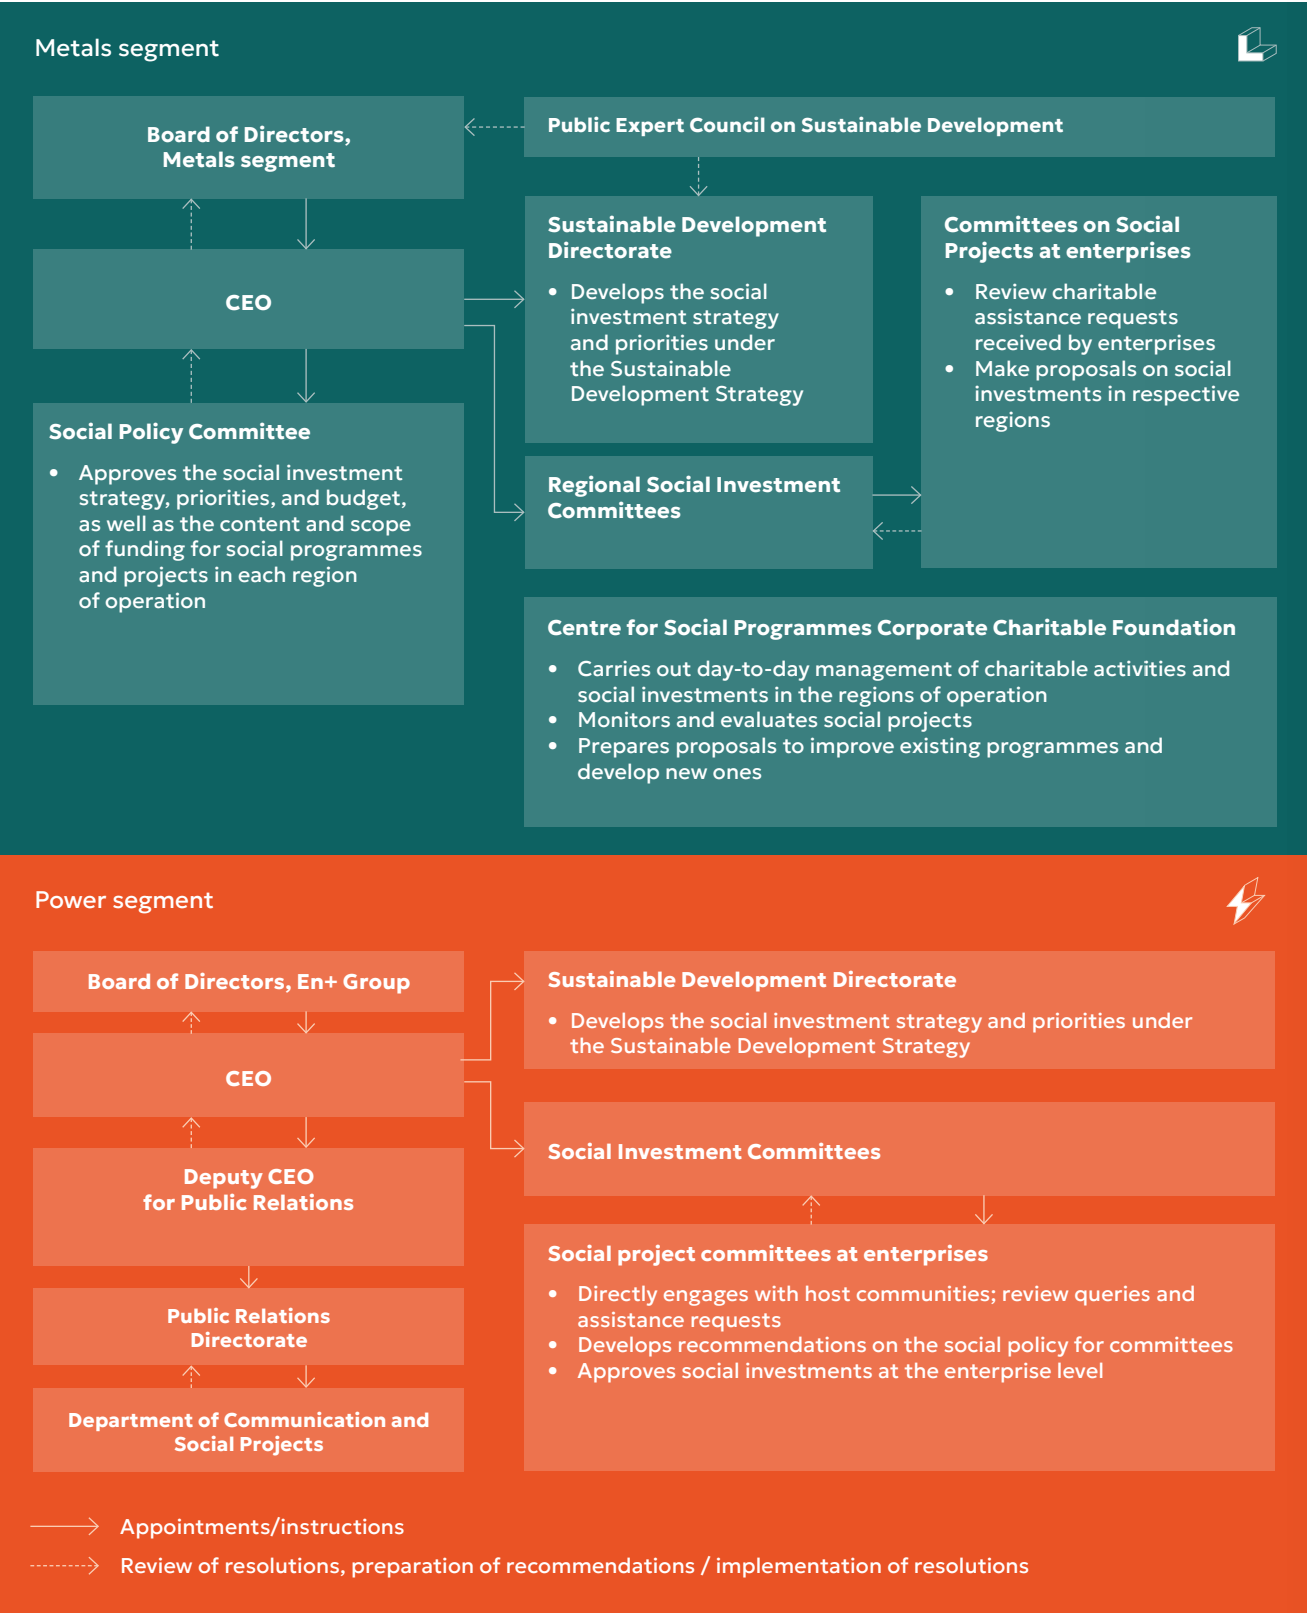 Metals segment
Board of Directors,
Metals segment
Public Expert Council on Sustainable Development
CEO
Sustainable Development
Directorate
• Develops the social
investment strategy
and priorities under
the Sustainable
Development Strategy
Committees on Social
Projects at enterprises
• Review charitable
assistance requests
received by enterprises
• Make proposals on social
investments in respective
regions
Social Policy Committee
• Approves the social investment
strategy, priorities, and budget,
as well as the content and scope
of funding for social programmes
and projects in each region
of operation
Regional Social Investment
Committees
Centre for Social Programmes Corporate Charitable Foundation
• Carries out day-to-day management of charitable activities and
social investments in the regions of operation
• Monitors and evaluates social projects
• Prepares proposals to improve existing programmes and
develop new ones
Power segment
Board of Directors, En+ Group
CEO
Deputy CEO
for Public Relations
Public Relations
Directorate
Department of Communication and
Social Projects
Sustainable Development Directorate
• Develops the social investment strategy and priorities under
the Sustainable Development Strategy
Social Investment Committees
Social project committees at enterprises
• Directly engages with host communities; review queries and
assistance requests
• Develops recommendations on the social policy for committees
• Approves social investments at the enterprise level
Appointments/instructions
Review of resolutions, preparation of recommendations / implementation of resolutions